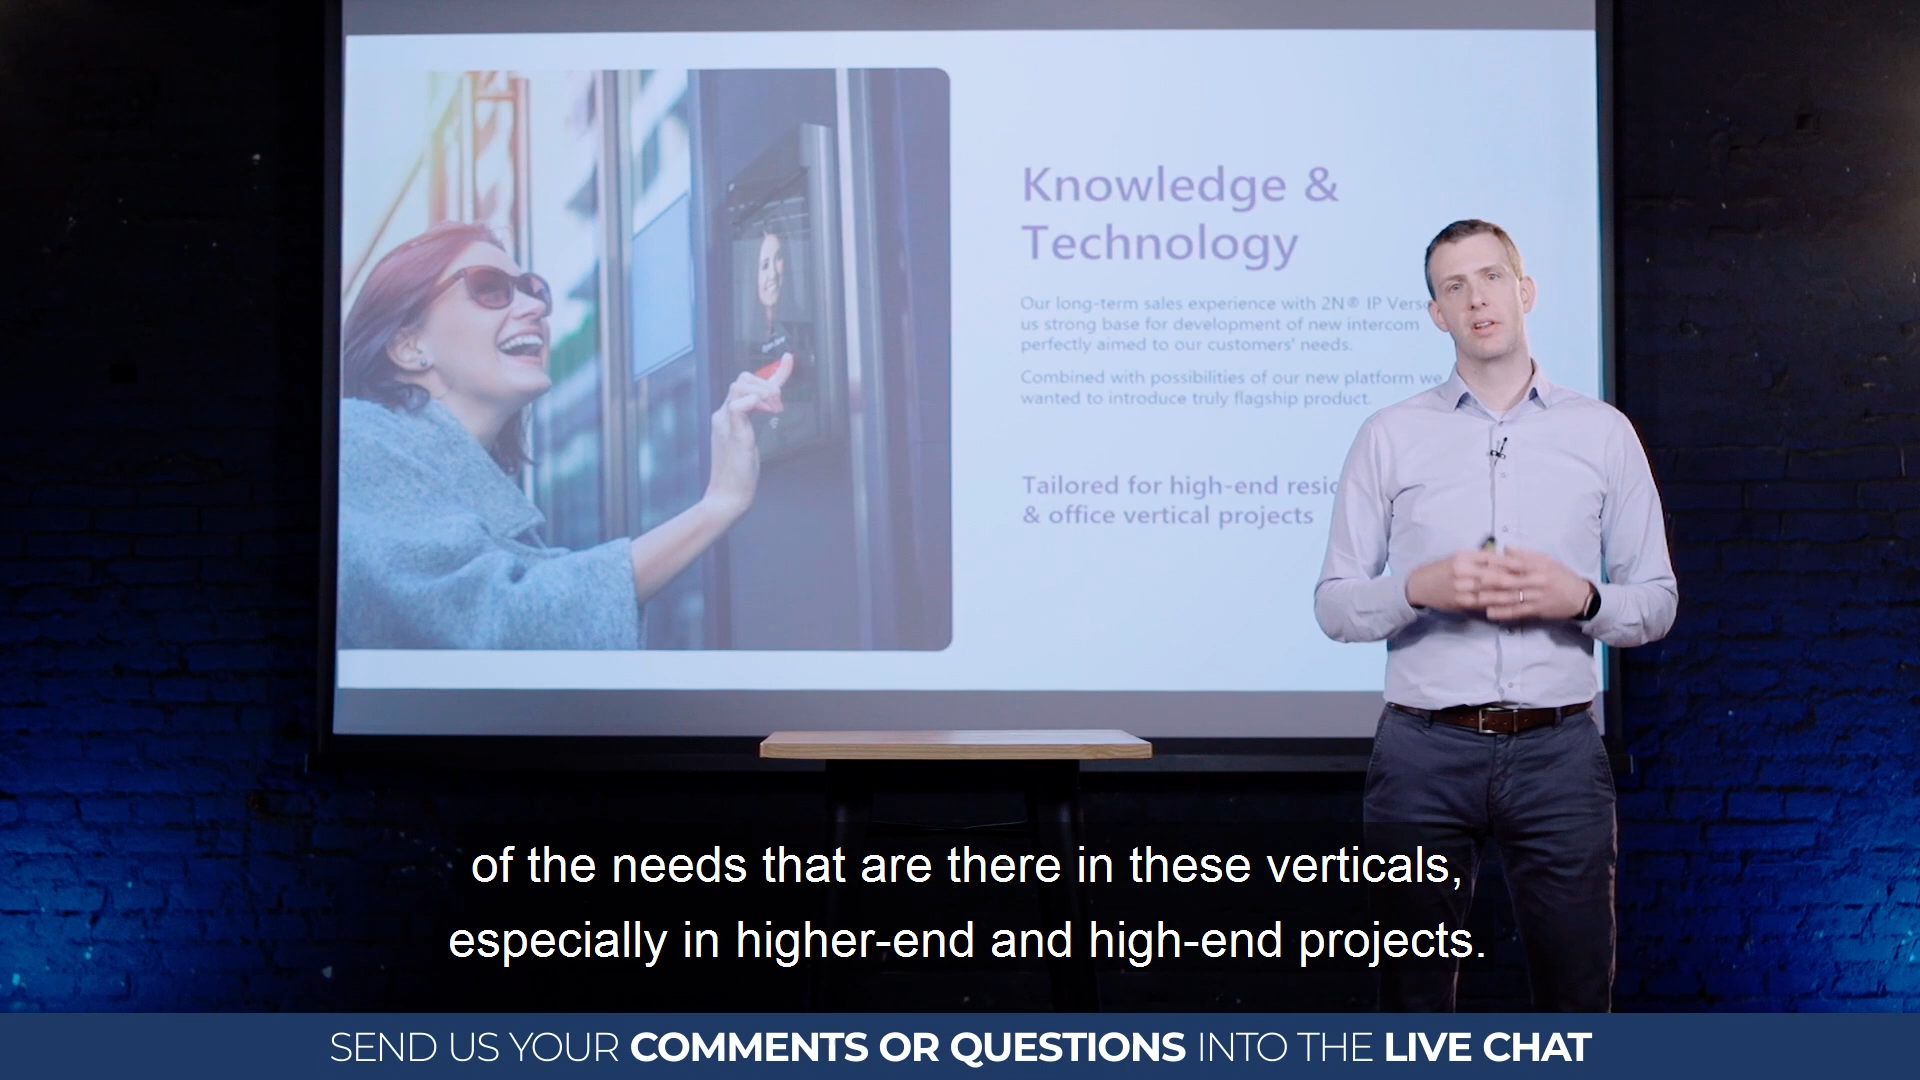 Knowledge &
Technology
Our long-term sales experience with 2N® IP Verso
us strong base for development of new intercom
perfectly aimed to our customers' needs.
Combined with possibilities of our new platform we
wanted to introduce truly flagship product.
Tailored for high-end
& office vertical projects
of the needs that are there in these verticals,
especially in higher-end and high-end projects.
SEND US YOUR COMMENTS OR QUESTIONS INTO THE LIVE CHAT